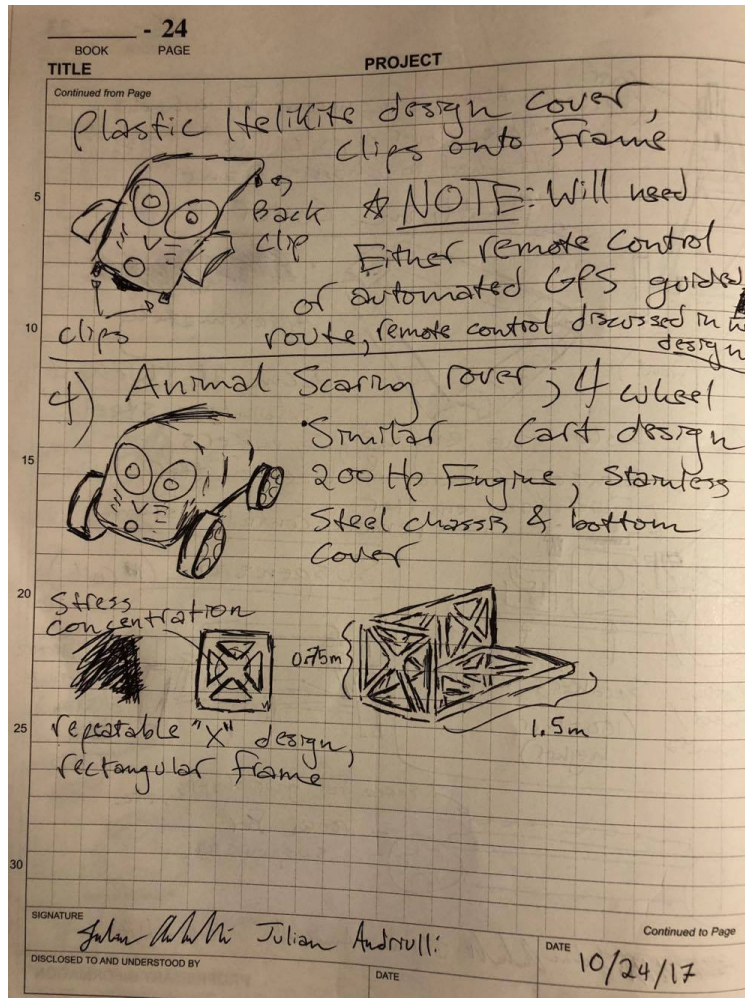 - 24
BOOK PAGE
TITLE PROJECT
Continued from Page
Plastic Helikite design cover,
clips onto frame
Back
clip
clips
☆ NOTE: Will need
Either remote control
or automated GPS guided
route, remote control discussed in
design
4) Animal Scaring rover; 4 wheel
• Similar Cart design
200 Hp Engine, Stainless
Steel chassis & bottom
Cover
Stress
concentration
0.75m
1.5m
repeatable "X" design,
rectangular frame
5
10
15
20
25
30
SIGNATURE
Julian Andriulli
Continued to Page
DISCLOSED TO AND UNDERSTOOD BY
DATE
DATE
10/24/17